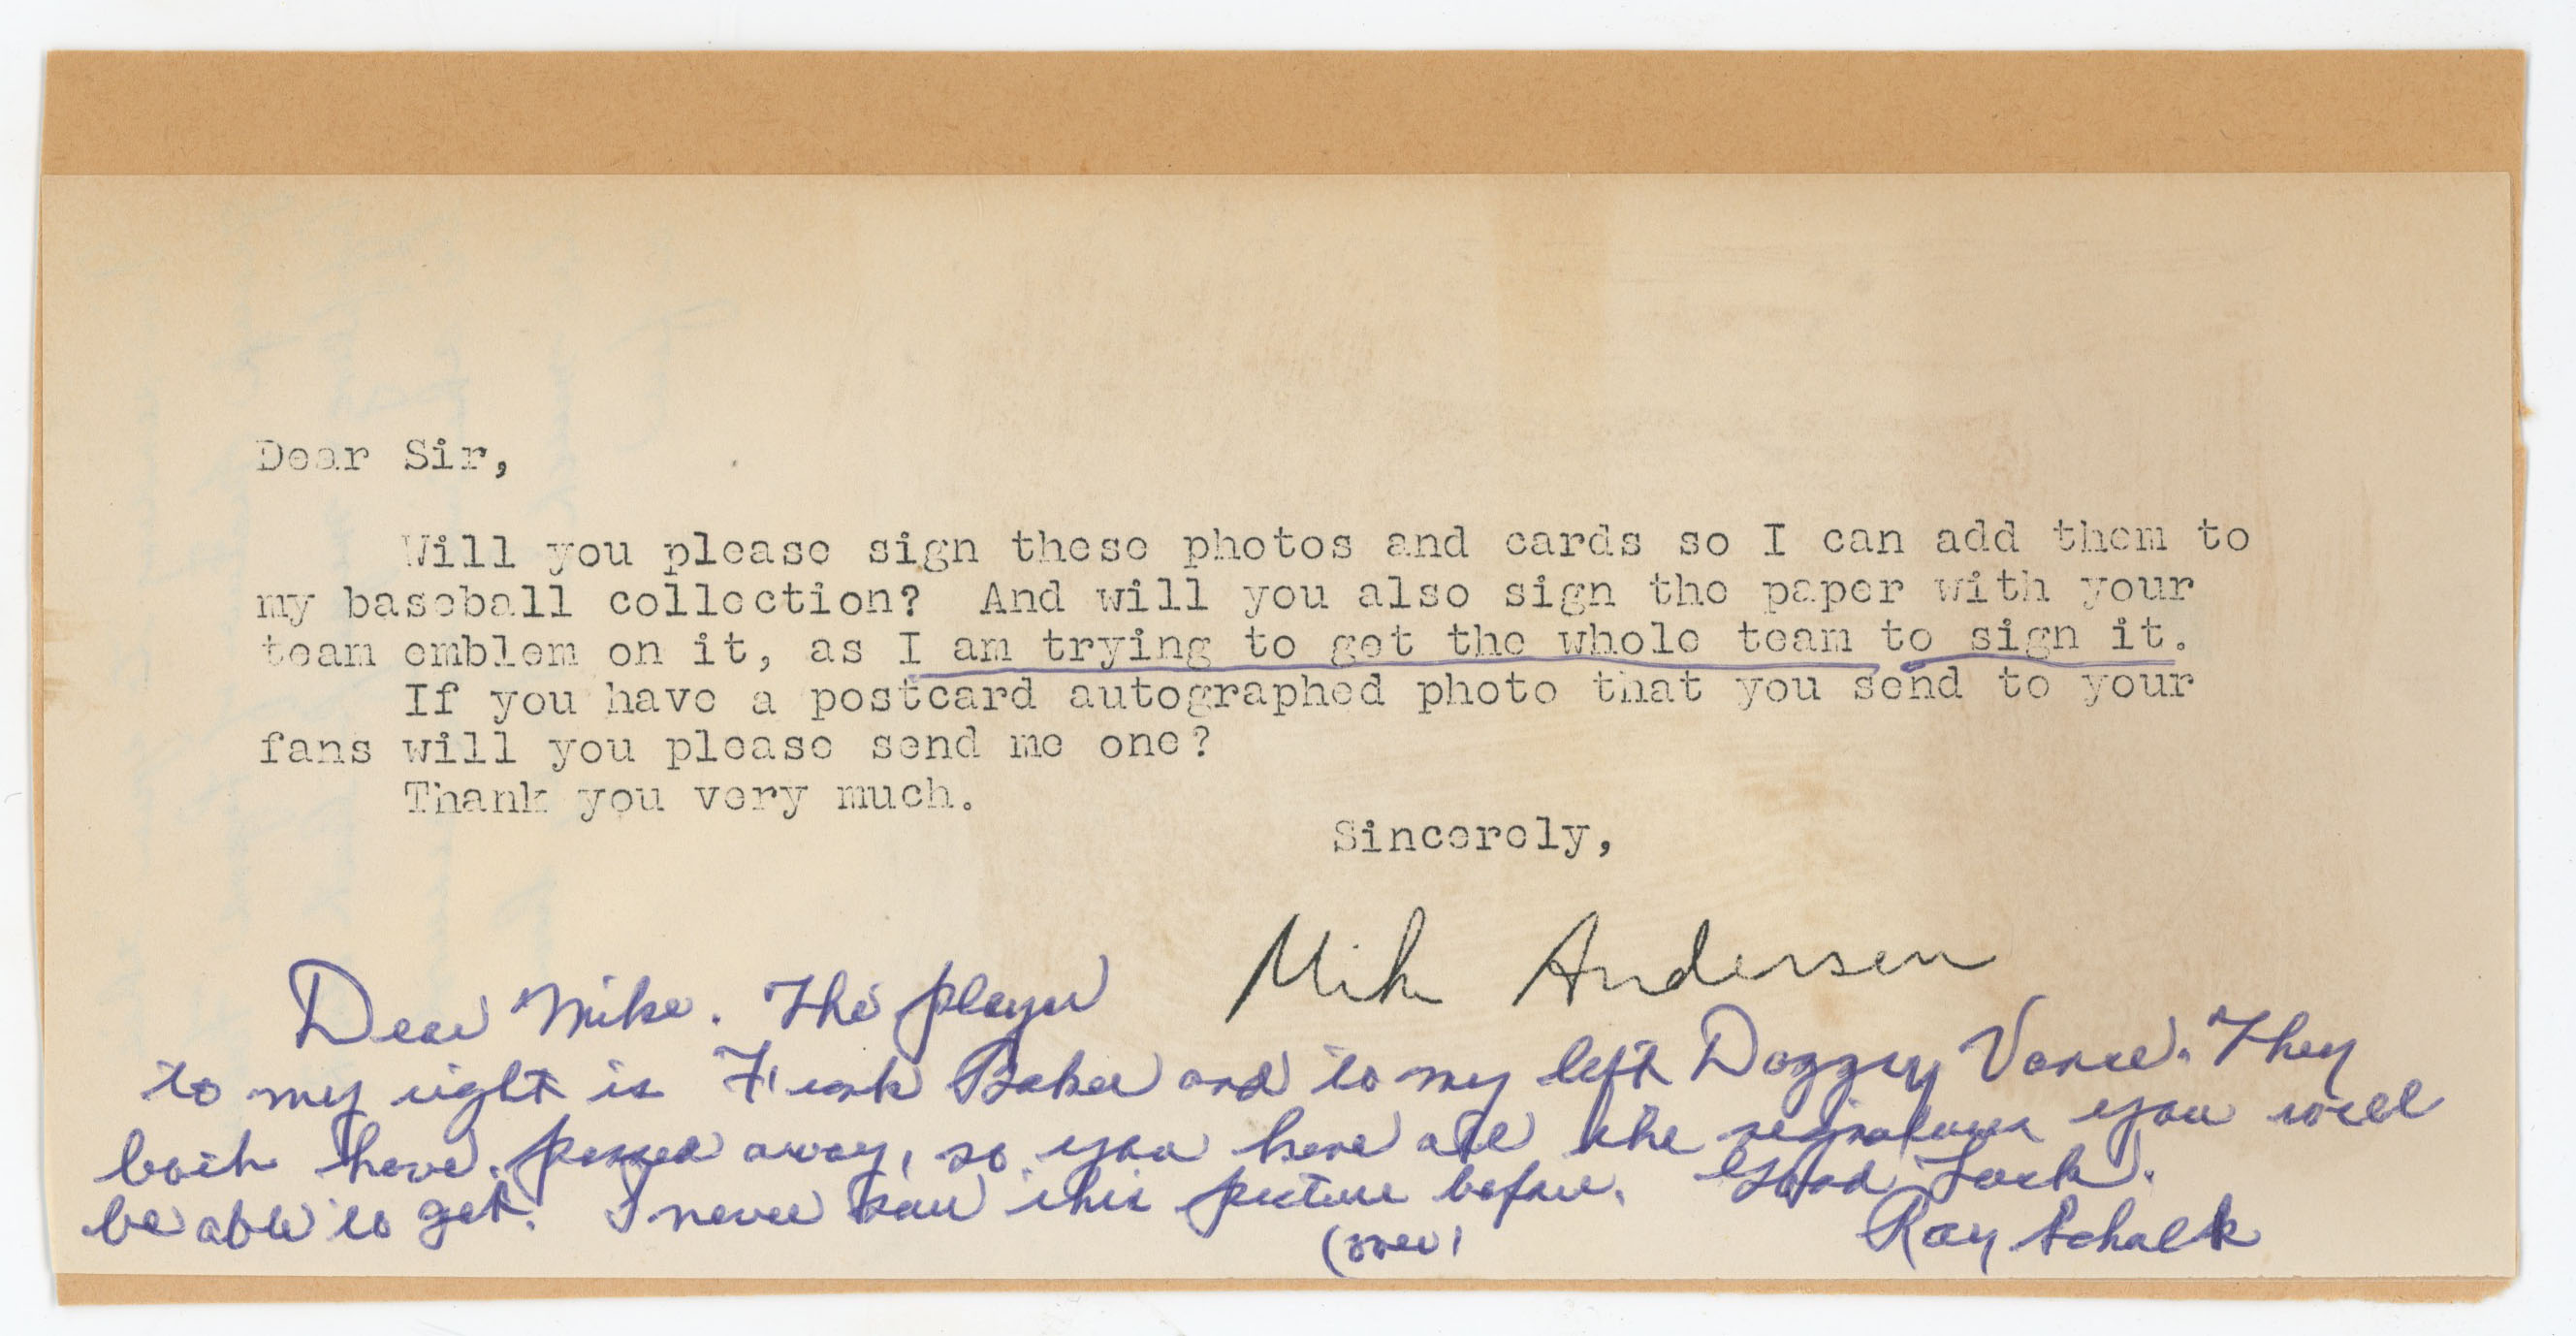 Dear Sir,
Will you please sign these photos and cards so I can add them to
my baseball collection? And will you also sign the paper with your
team emblem on it, as I am trying to get the whole team to sign it.
If you have a postcard autographed photo that you send to your
fans will you please send me one?
Thank you very much.
Sincerely,
Mike Andersen
Dear Mike. The player
to my right is Frank Baker and to my left Dazzy Vance. They
both have passed away, so you have all the signatures you will
be able to get. I never saw this picture before. Good Luck.
(over)
Ray Schalk